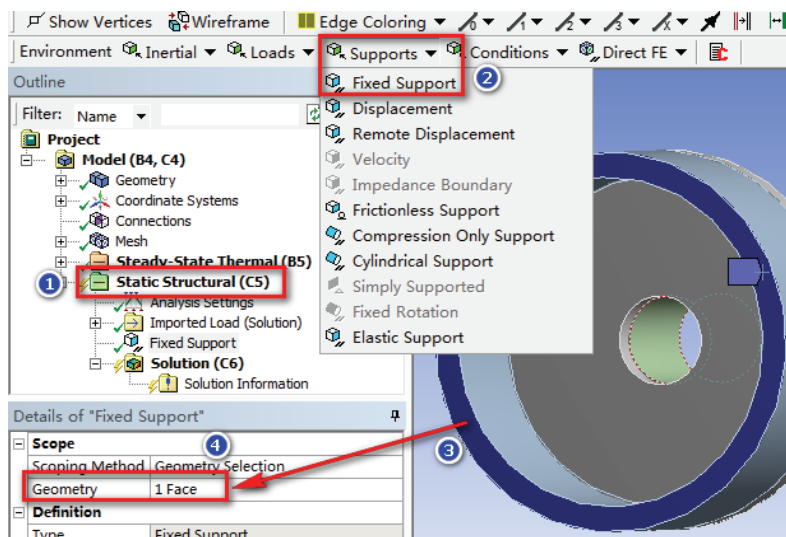 Show Vertices Wireframe Edge Coloring
Environment Inertial Loads Supports Conditions Direct FE
2
Outline
Fixed Support
Filter: Name
Displacement
Project
Remote Displacement
Model (B4, C4)
Velocity
Geometry
Impedance Boundary
Coordinate Systems
Frictionless Support
Connections
Compression Only Support
Mesh
Cylindrical Support
Steady-State Thermal (B5)
1
Static Structural (C5)
Simply Supported
Analysis Settings
Fixed Rotation
Imported Load (Solution)
Elastic Support
Fixed Support
Solution (C6)
Solution Information
Details of "Fixed Support"
Scope
4
3
Scoping Method Geometry Selection
Geometry 1 Face
Definition
Type Fixed Support